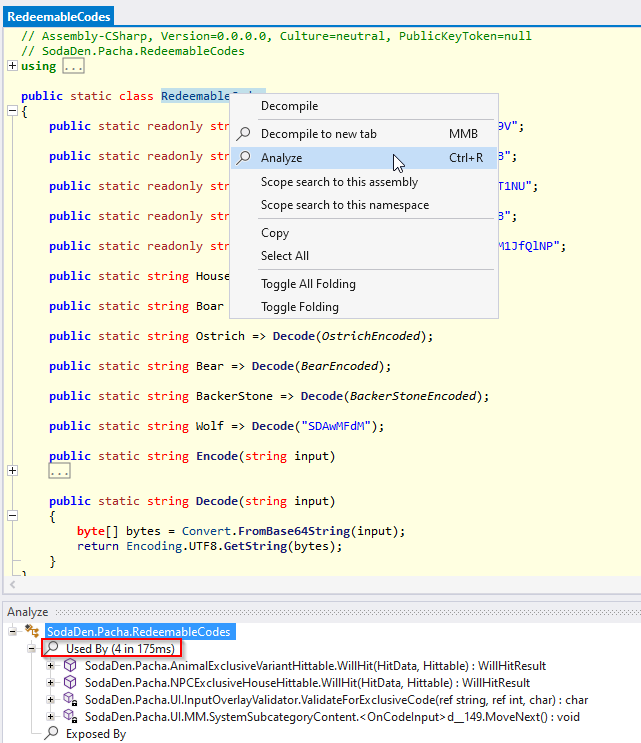 RedeemableCodes
// Assembly-CSharp, Version=0.0.0.0, Culture=neutral, PublicKeyToken=null
// SodaDen.Pacha.RedeemableCodes
using ...
public static class RedeemableCodes
{
public static readonly str 9V";
public static readonly str B";
public static readonly str T1NU";
public static readonly str B";
public static readonly str M1JfQlNP";
public static string House
public static string Boar
public static string Ostrich => Decode(OstrichEncoded);
public static string Bear => Decode(BearEncoded);
public static string BackerStone => Decode(BackerStoneEncoded);
public static string Wolf => Decode("SDAwMFdM");
public static string Encode(string input)
...
public static string Decode(string input)
{
byte[] bytes = Convert.FromBase64String(input);
return Encoding.UTF8.GetString(bytes);
}
Decompile
Decompile to new tab MMB
Analyze Ctrl+R
Scope search to this assembly
Scope search to this namespace
Copy
Select All
Toggle All Folding
Toggle Folding
Analyze
SodaDen.Pacha.RedeemableCodes
Used By (4 in 175ms)
SodaDen.Pacha.AnimalExclusiveVariantHittable.WillHit(HitData, Hittable) : WillHitResult
SodaDen.Pacha.NPCExclusiveHouseHittable.WillHit(HitData, Hittable) : WillHitResult
SodaDen.Pacha.UI.InputOverlayValidator.ValidateForExclusiveCode(ref string, ref int, char) : char
SodaDen.Pacha.UI.MM.SystemSubcategoryContent.<OnCodeInput>d__149.MoveNext() : void
Exposed By